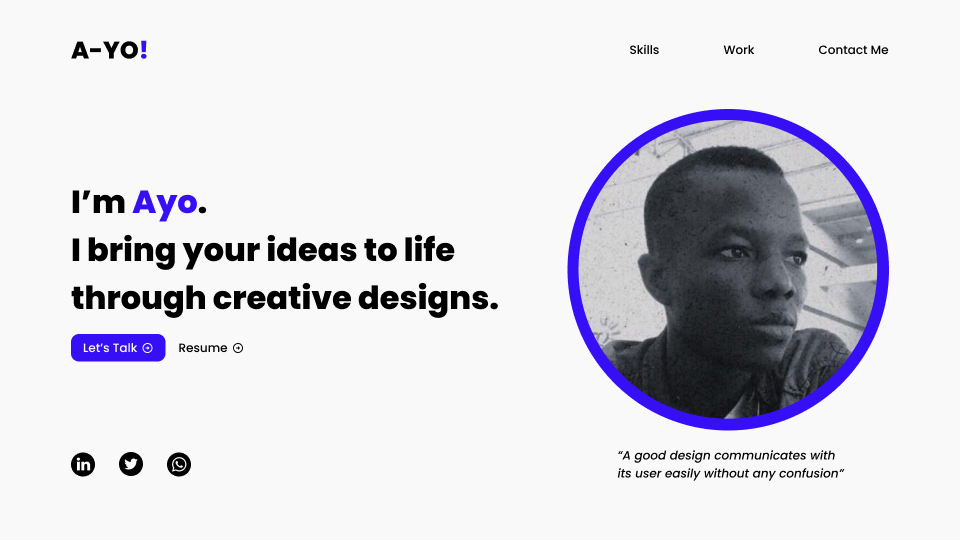 A-YO!
Skills
Work
Contact Me
I’m Ayo.
I bring your ideas to life
through creative designs.
Let's Talk
Resume
in
“A good design communicates with
its user easily without any confusion“